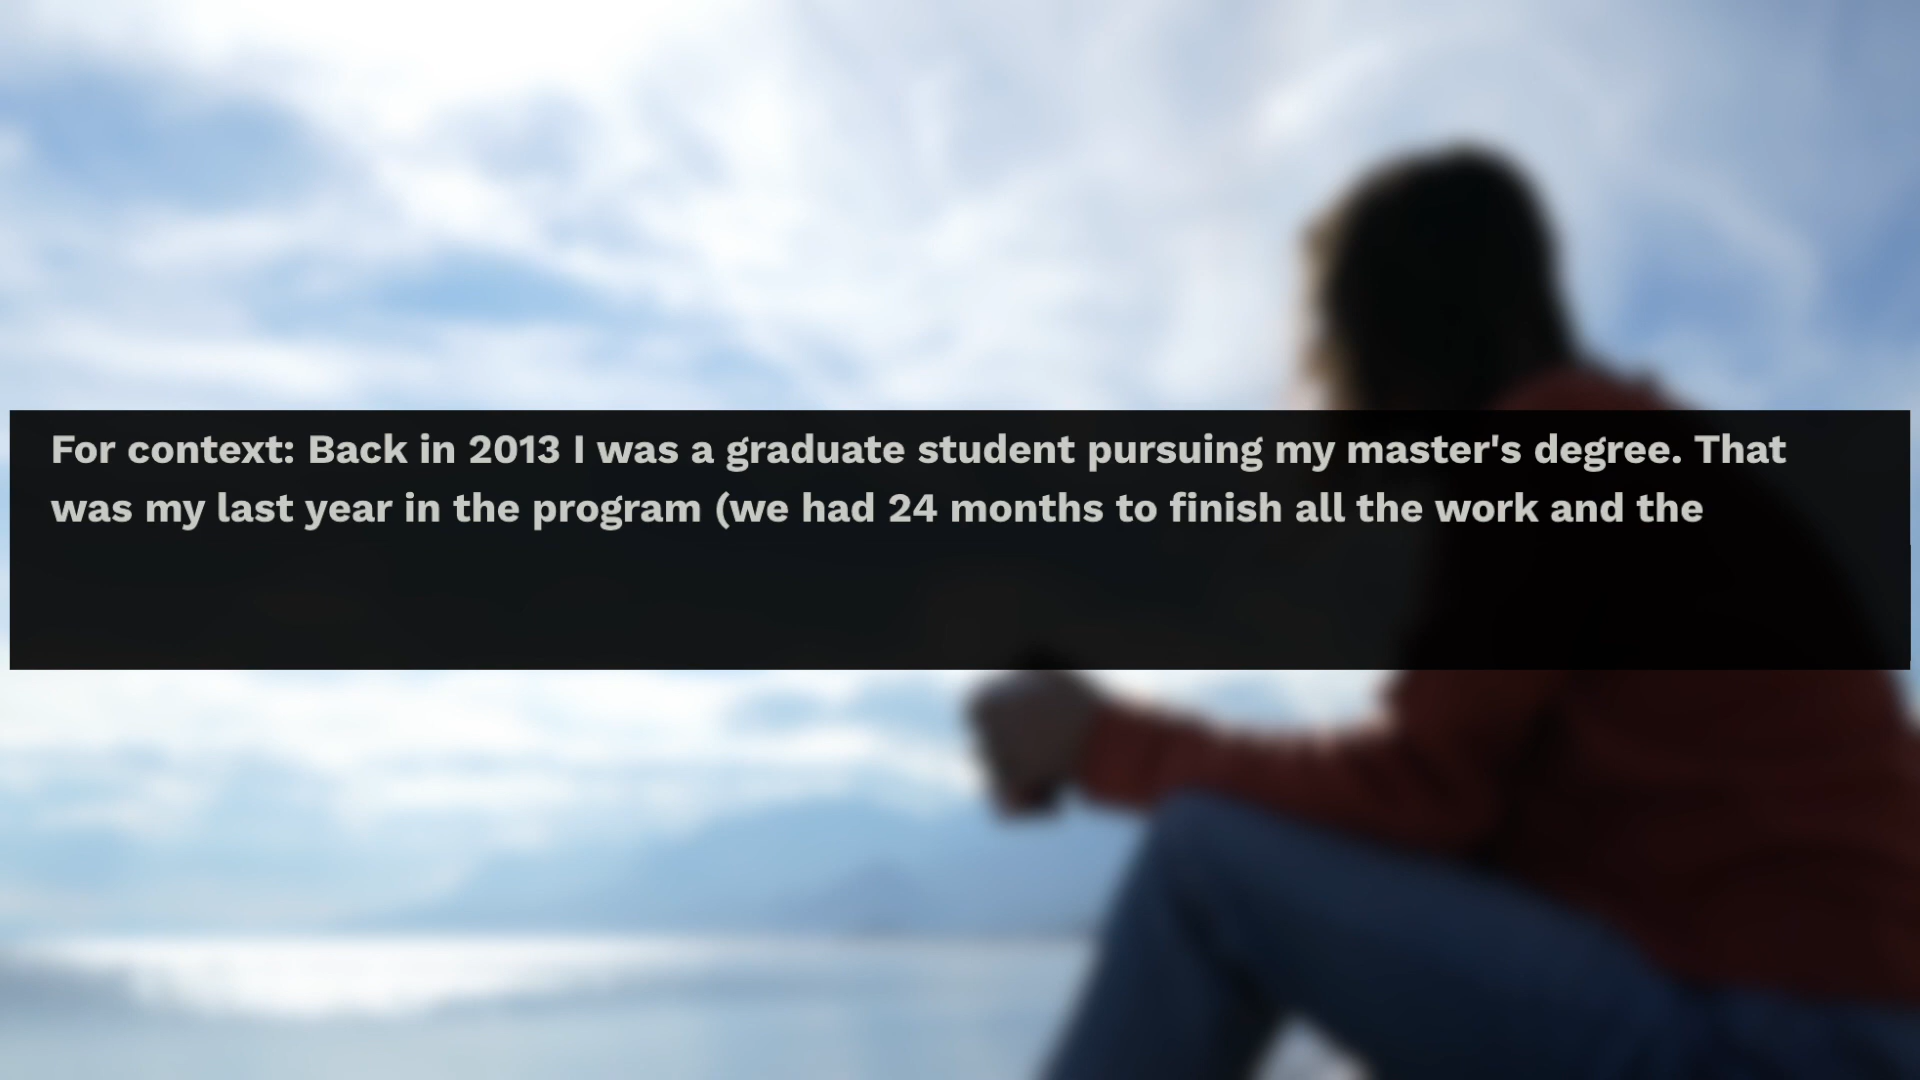 For context: Back in 2013 I was a graduate student pursuing my master's degree. That
was my last year in the program (we had 24 months to finish all the work and the